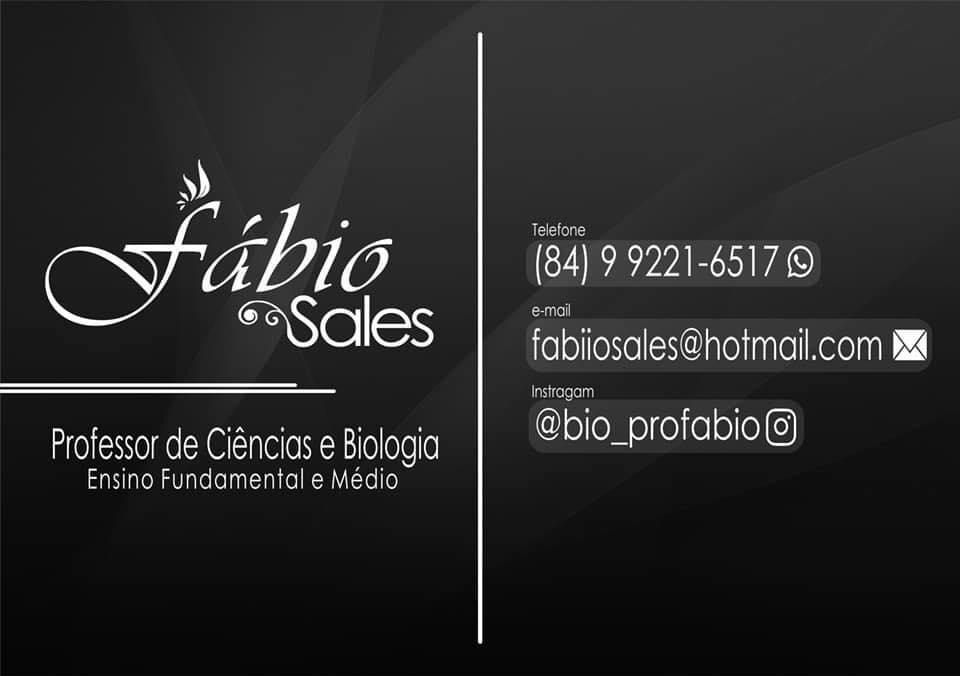 Fábio
Sales
Professor de Ciências e Biologia
Ensino Fundamental e Médio
Telefone
(84) 9 9221-6517
e-mail
fabiiosales@hotmail.com
Instragam
@bio_profabio